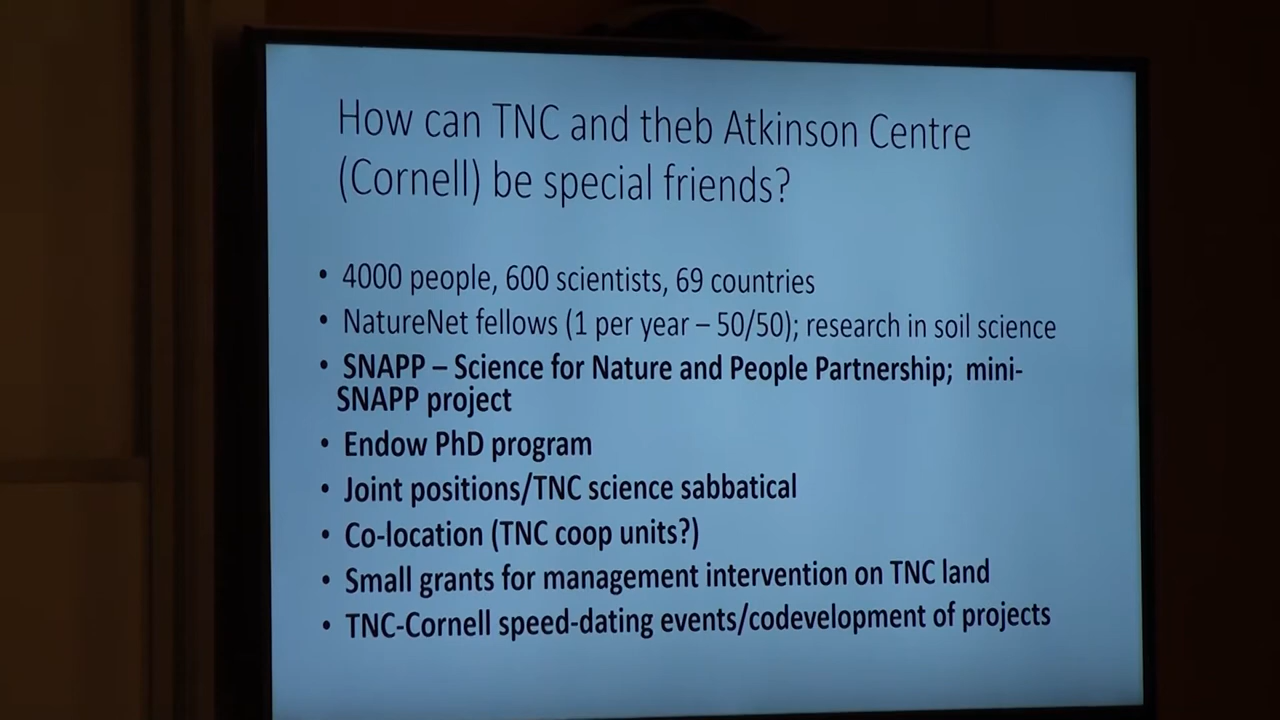 How can TNC and theb Atkinson Centre
(Cornell) be special friends?
• 4000 people, 600 scientists, 69 countries
• NatureNet fellows (1 per year – 50/50); research in soil science
• SNAPP – Science for Nature and People Partnership; mini-
SNAPP project
• Endow PhD program
• Joint positions/TNC science sabbatical
• Co-location (TNC coop units?)
• Small grants for management intervention on TNC land
• TNC-Cornell speed-dating events/codevelopment of projects